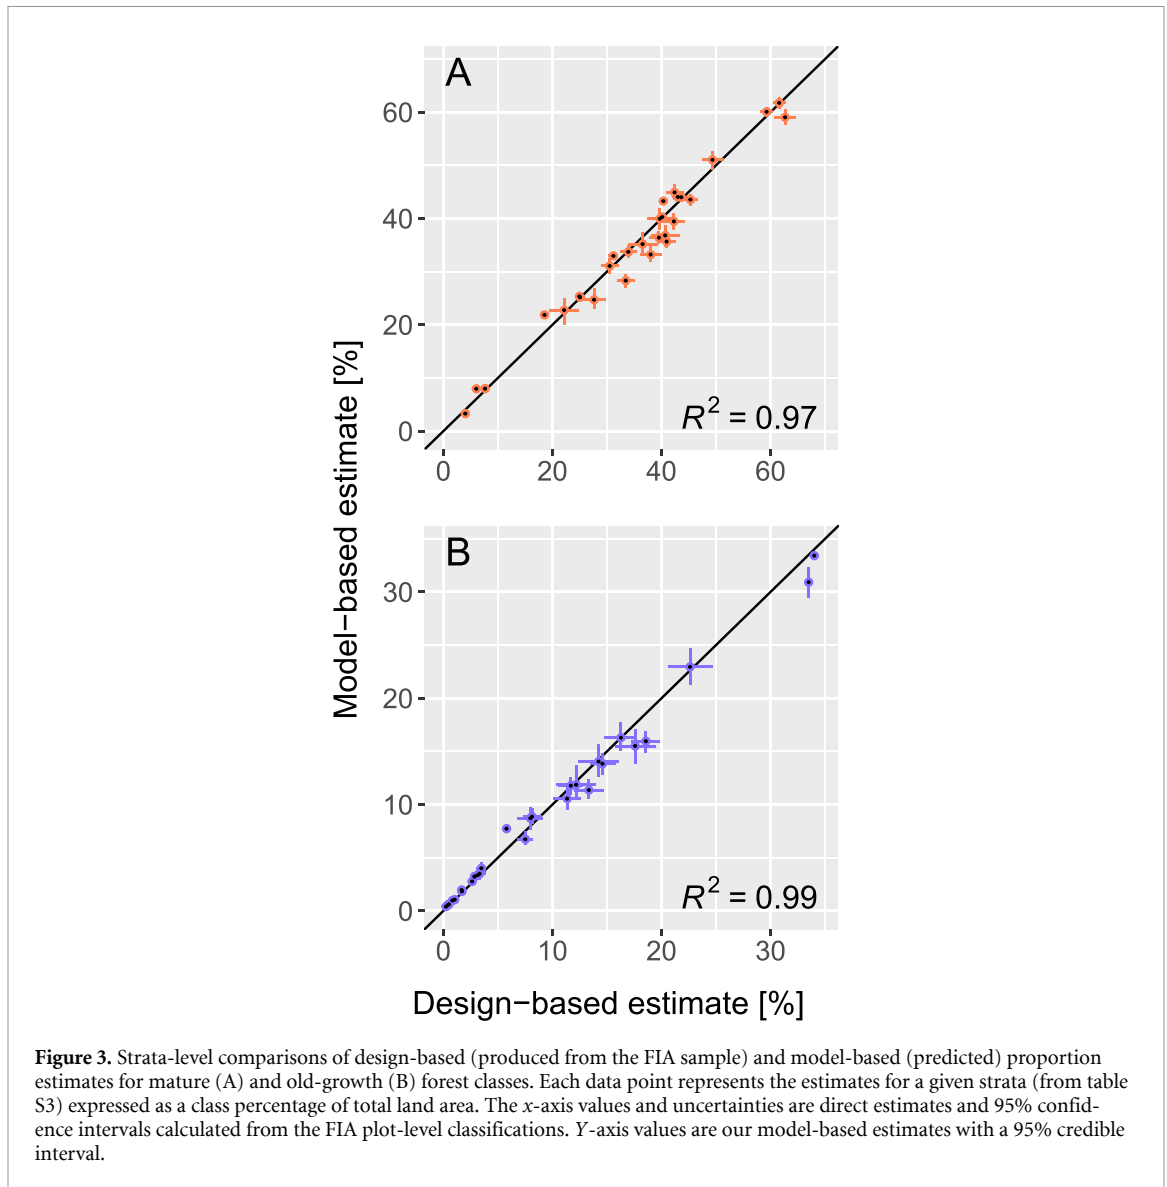 A
60
40
20
0
R² = 0.97
0 20 40 60
Model−based estimate [%]
B
30
20
10
0
R² = 0.99
0 10 20 30
Design−based estimate [%]
Figure 3. Strata-level comparisons of design-based (produced from the FIA sample) and model-based (predicted) proportion
estimates for mature (A) and old-growth (B) forest classes. Each data point represents the estimates for a given strata (from table
S3) expressed as a class percentage of total land area. The x-axis values and uncertainties are direct estimates and 95% confid-
ence intervals calculated from the FIA plot-level classifications. Y-axis values are our model-based estimates with a 95% credible
interval.